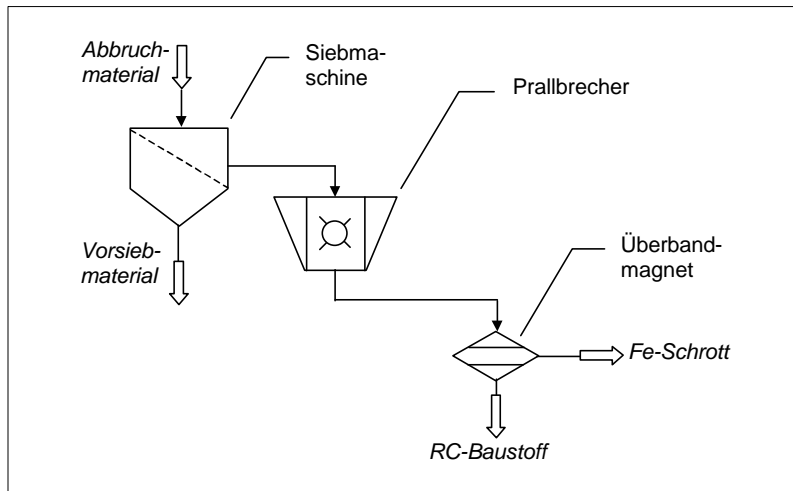 Abbruch-
material
Siebma-
schine
Prallbrecher
Vorsieb-
material
Überband-
magnet
Fe-Schrott
RC-Baustoff